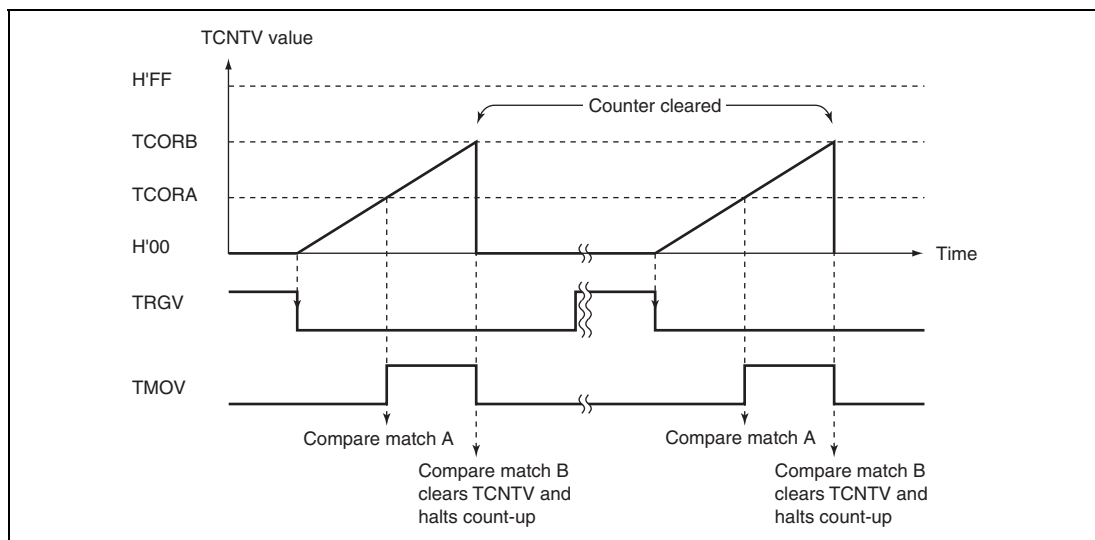 TCNTV value
H'FF
Counter cleared
TCORB
TCORA
H'00
Time
TRGV
TMOV
Compare match A
Compare match A
Compare match B
clears TCNTV and
halts count-up
Compare match B
clears TCNTV and
halts count-up